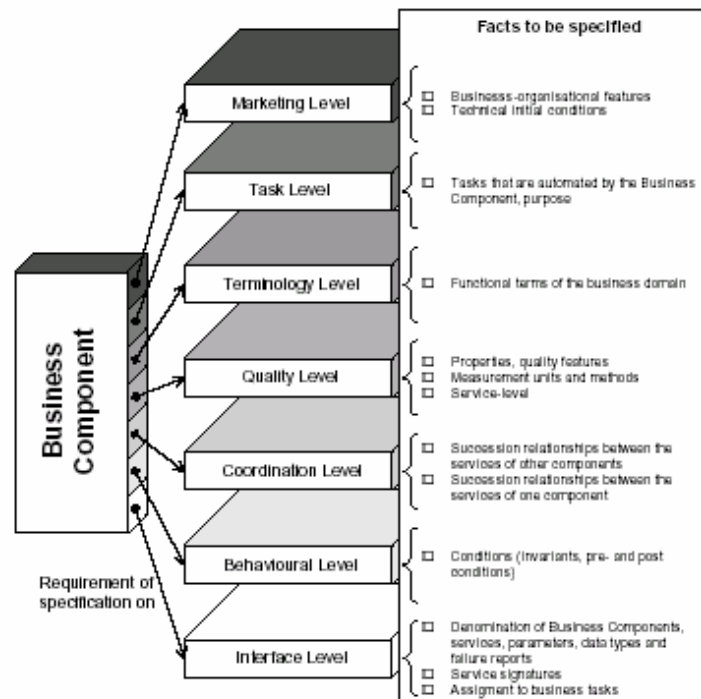 Facts to be specified
Marketing Level
□ Businesss-organisational features
□ Technical initial conditions
Task Level
□ Tasks that are automated by the Business
Component, purpose
Terminology Level
□ Functional terms of the business domain
Quality Level
□ Properties, quality features
□ Measurement units and methods
□ Service-level
Coordination Level
□ Succession relationships between the
services of other components
□ Succession relationships between the
services of one component
Behavioural Level
□ Conditions (invariants, pre- and post
conditions)
Interface Level
□ Denomination of Business Components,
services, parameters, data types and
failure reports
□ Service signatures
□ Assigment to business tasks
Business
Component
Requirement of
specification on